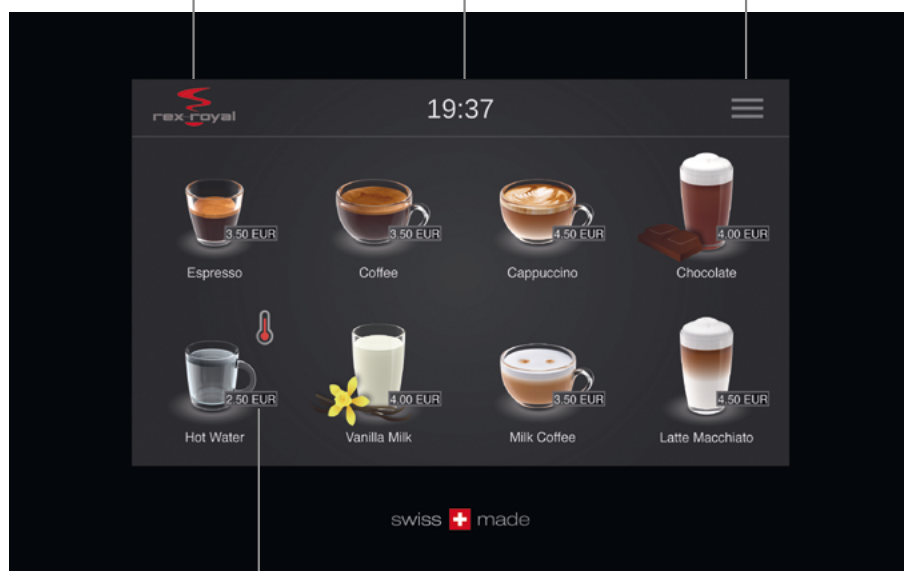 rex-royal
19:37
3.50 EUR
3.50 EUR
4.50 EUR
4.00 EUR
Espresso
Coffee
Cappuccino
Chocolate
2.50 EUR
4.00 EUR
3.50 EUR
4.50 EUR
Hot Water
Vanilla Milk
Milk Coffee
Latte Macchiato
swiss made